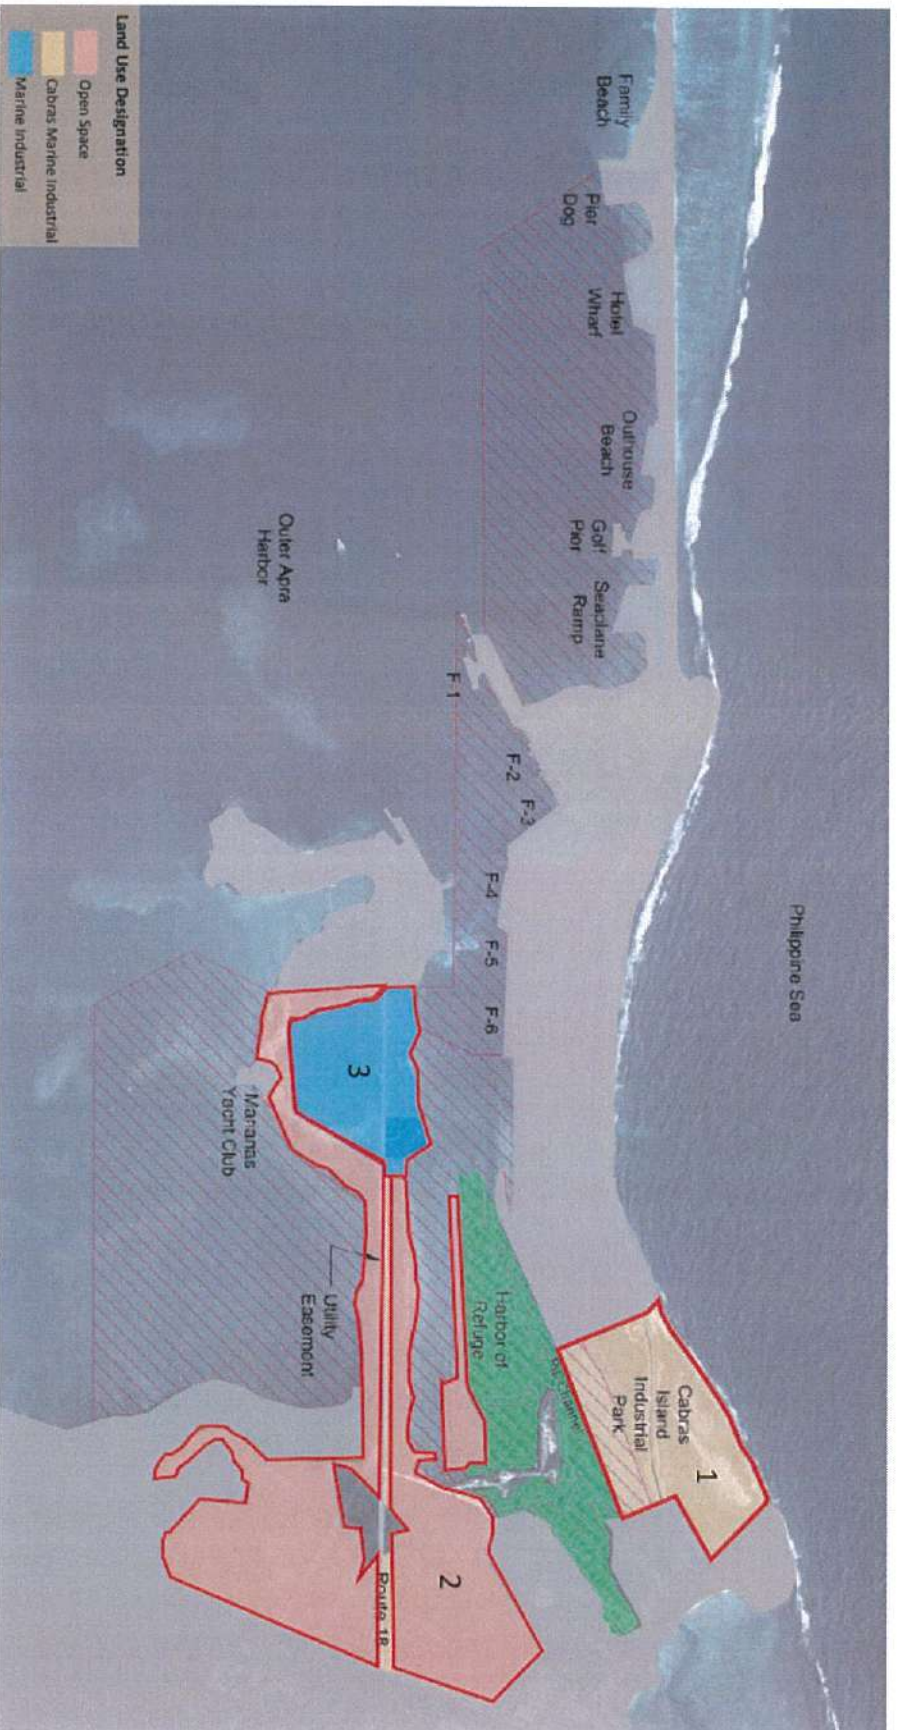 Philippine Sea
Family
Beach
Pier
Dog
Hotel
Wharf
Outhouse
Beach
Golf
Pier
Seaplane
Ramp
F-1
F-2
F-3
F-4
F-5
F-6
Outer Apra
Harbor
Cabras
Island
Industrial
Park
1
Harbor of
Refuge
Channel
3
Marianas
Yacht Club
Utility
Easement
2
Route 18
Land Use Designation
Open Space
Cabras Marine Industrial
Marine Industrial